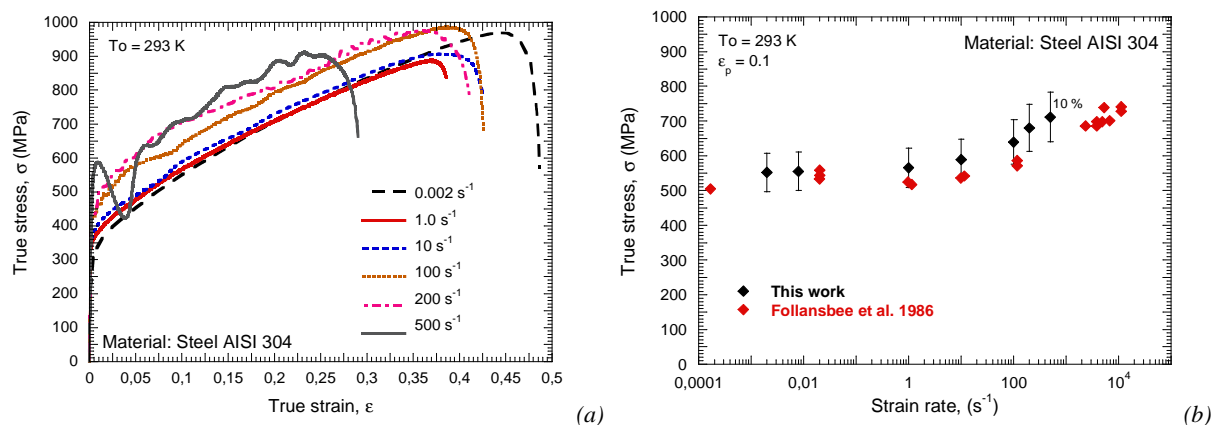 To = 293 K
True stress, σ (MPa)
1000
900
800
700
600
500
400
300
200
100
0
0.002 s⁻¹
1.0 s⁻¹
10 s⁻¹
100 s⁻¹
200 s⁻¹
500 s⁻¹
Material: Steel AISI 304
0 0,05 0,1 0,15 0,2 0,25 0,3 0,35 0,4 0,45 0,5
True strain, ε
(a)
To = 293 K
Material: Steel AISI 304
εₚ = 0.1
10 %
True stress, σ (MPa)
1000
900
800
700
600
500
400
300
200
100
0
This work
Follansbee et al. 1986
0,0001 0,01 1 100 10⁴
Strain rate, (s⁻¹)
(b)